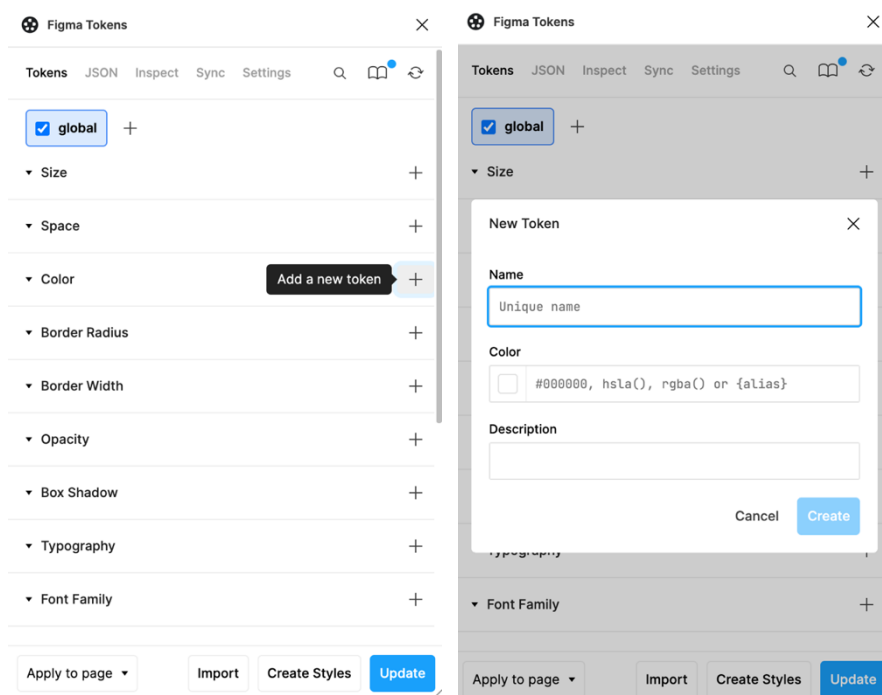 Figma Tokens
Tokens JSON Inspect Sync Settings
global
Size
Space
Color
Add a new token
Border Radius
Border Width
Opacity
Box Shadow
Typography
Font Family
Apply to page
Import
Create Styles
Update
Figma Tokens
Tokens JSON Inspect Sync Settings
global
Size
New Token
Name
Unique name
Color
#000000, hsla(), rgba() or {alias}
Description
Cancel
Create
Typography
Font Family
Apply to page
Import
Create Styles
Update